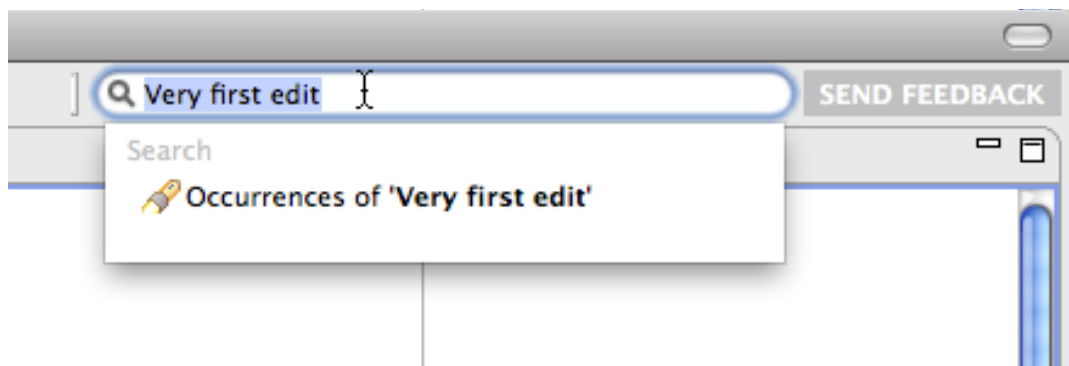 Very first edit
SEND FEEDBACK
Search
Occurrences of 'Very first edit'